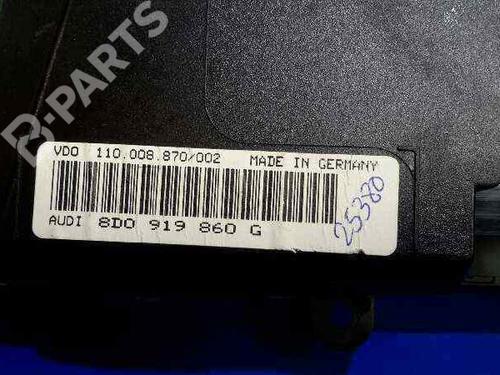 B-PARTS
VDO 110.008.870/002 MADE IN GERMANY
AUDI 8D0 919 860 G
25380